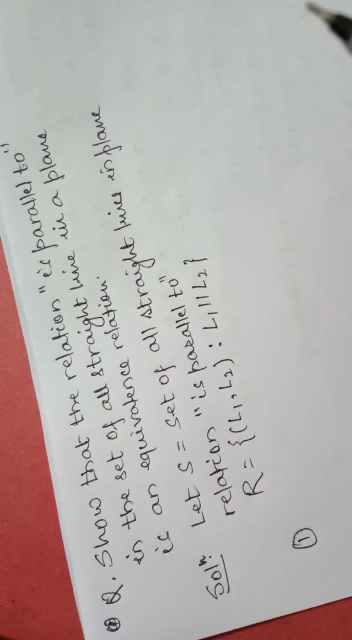 Q. Show that the relation "is parallel to"
in the set of all straight line in a plane
is an equivalence relation.
Soln. Let S = set of all straight lines in plane
relation "is parallel to"
R = {(L1, L2) : L1 || L2}
①